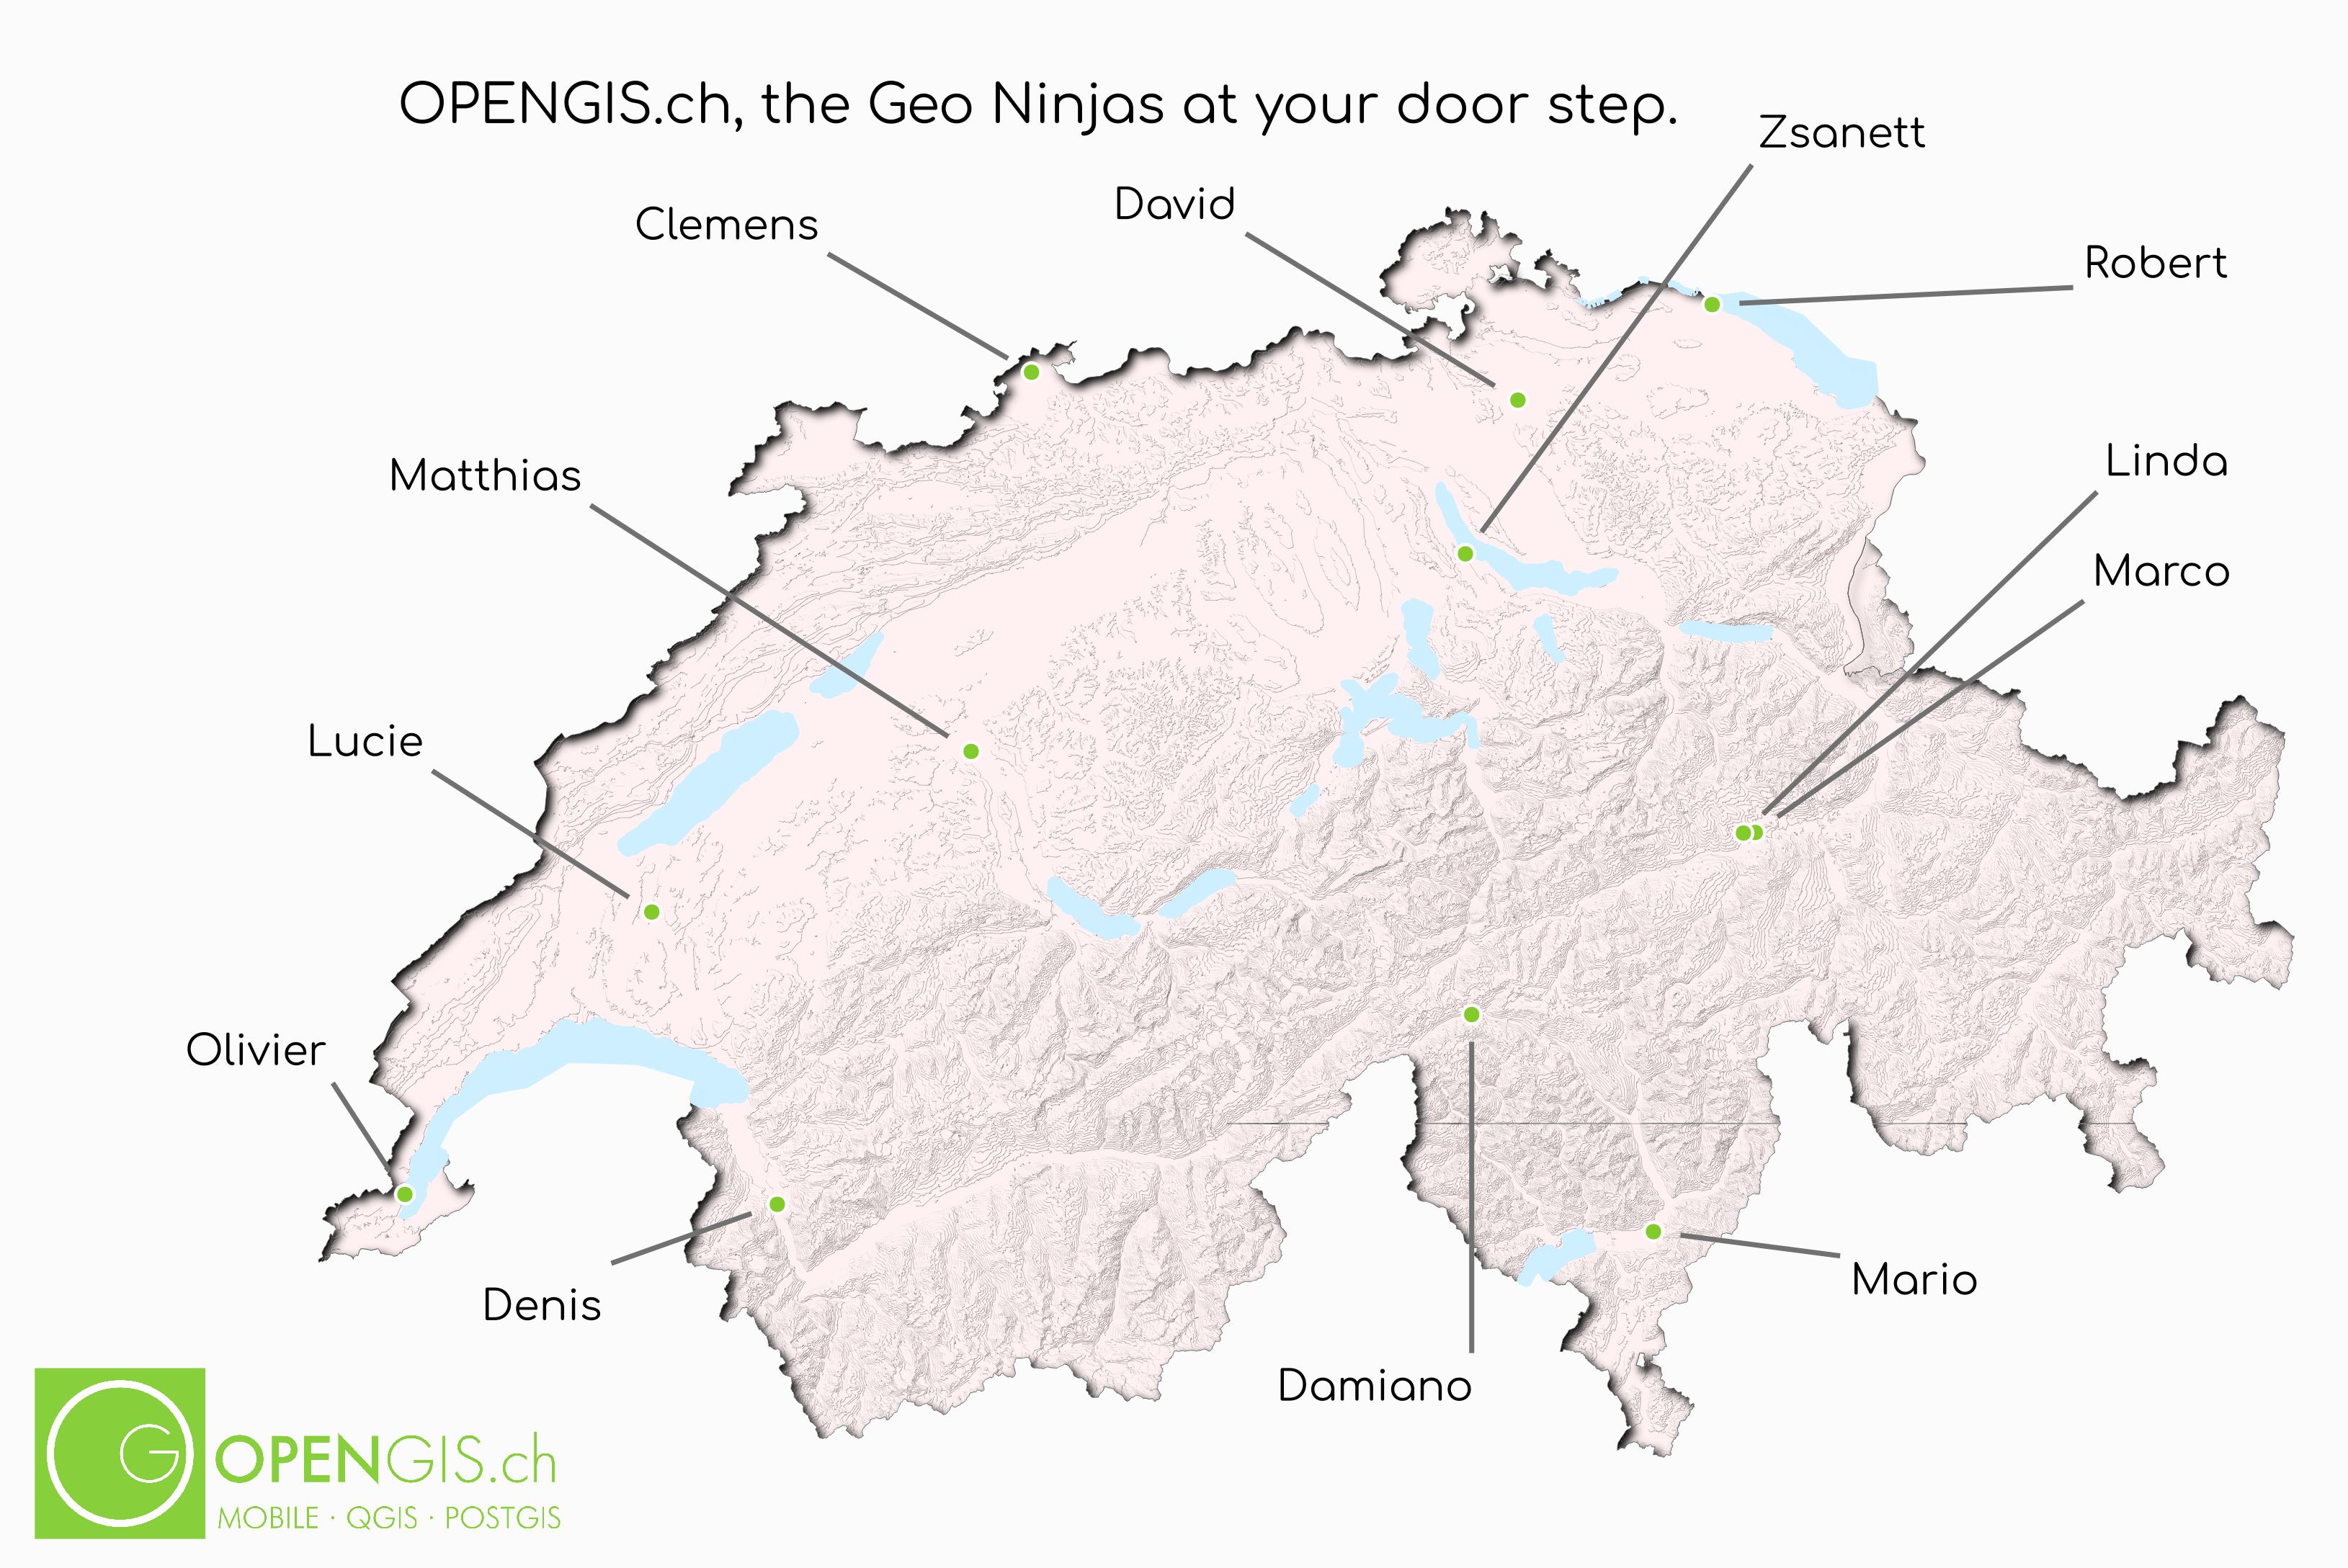 OPENGIS.ch, the Geo Ninjas at your door step.
Zsanett
David
Clemens
Robert
Linda
Matthias
Marco
Lucie
Olivier
Mario
Denis
Damiano
G
OPENGIS.ch
MOBILE · QGIS · POSTGIS